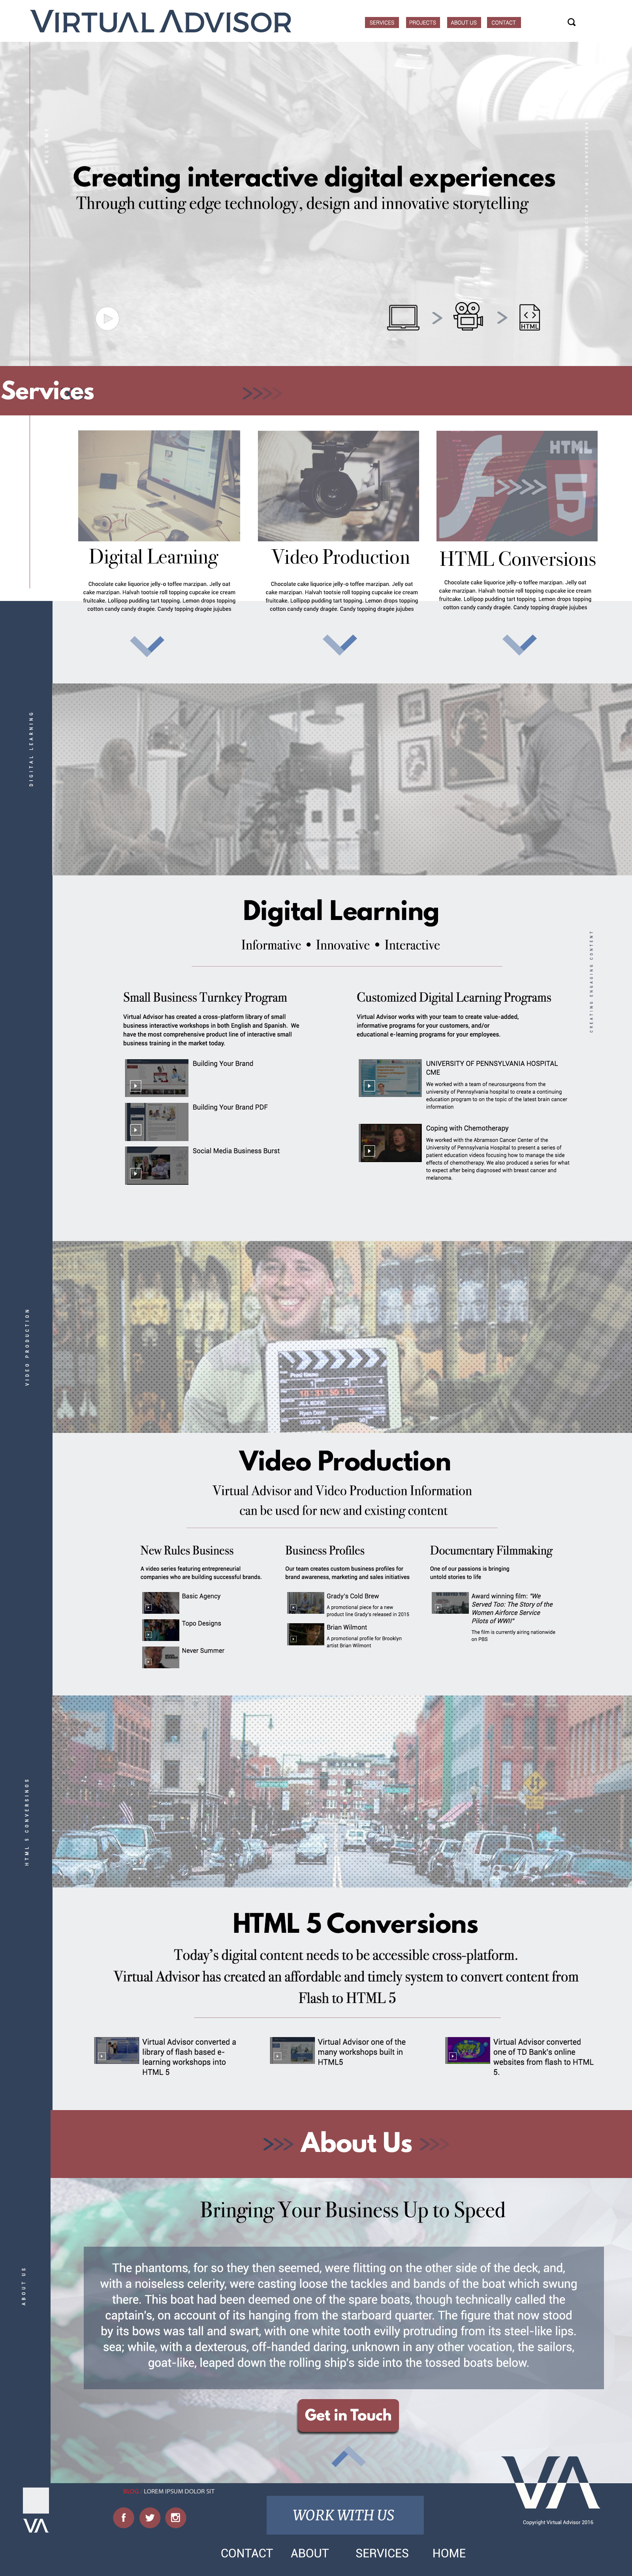 VIRTUAL ADVISOR
SERVICES
PROJECTS
ABOUT US
CONTACT
Creating interactive digital experiences
Through cutting edge technology, design and innovative storytelling
HTML
Services
HTML
5
Digital Learning
Chocolate cake liquorice jelly-o toffee marzipan. Jelly oat
cake marzipan. Halvah tootsie roll topping cupcake ice cream
fruitcake. Lollipop pudding tart topping. Lemon drops topping
cotton candy candy dragée. Candy topping dragée jujubes
Video Production
Chocolate cake liquorice jelly-o toffee marzipan. Jelly oat
cake marzipan. Halvah tootsie roll topping cupcake ice cream
fruitcake. Lollipop pudding tart topping. Lemon drops topping
cotton candy candy dragée. Candy topping dragée jujubes
HTML Conversions
Chocolate cake liquorice jelly-o toffee marzipan. Jelly oat
cake marzipan. Halvah tootsie roll topping cupcake ice cream
fruitcake. Lollipop pudding tart topping. Lemon drops topping
cotton candy candy dragée. Candy topping dragée jujubes
DIGITAL LEARNING
Digital Learning
Informative • Innovative • Interactive
CREATING ENGAGING CONTENT
Small Business Turnkey Program
Virtual Advisor has created a cross-platform library of small
business interactive workshops in both English and Spanish. We
have the most comprehensive product line of interactive small
business training in the market today.
Building Your Brand
Building Your Brand PDF
Social Media Business Burst
Customized Digital Learning Programs
Virtual Advisor works with your team to create value-added,
informative programs for your customers, and/or
educational e-learning programs for your employees.
UNIVERSITY OF PENNSYLVANIA HOSPITAL
CME
We worked with a team of neurosurgeons from the
university of Pennsylvania Hospital to create a continuing
education program to on the topic of the latest brain cancer
information
Coping with Chemotherapy
We worked with the Abramson Cancer Center of the
University of Pennsylvania Hospital to present a series of
patient education videos focusing how to manage the side
effects of chemotherapy. We also produced a series for what
to expect after being diagnosed with breast cancer and
melanoma.
VIDEO PRODUCTION
Video Production
Virtual Advisor and Video Production Information
can be used for new and existing content
New Rules Business
A video series featuring entrepreneurial
companies who are building successful brands.
Basic Agency
Topo Designs
Never Summer
Business Profiles
Our team creates custom business profiles for
brand awareness, marketing and sales initiatives
Grady's Cold Brew
A promotional piece for a new
product line Grady's released in 2015
Brian Wilmont
A promotional profile for Brooklyn
artist Brian Wilmont
Documentary Filmmaking
One of our passions is bringing
untold stories to life
Award winning film: "We
Served Too: The Story of the
Women Airforce Service
Pilots of WWII"
The film is currently airing nationwide
on PBS
HTML 5 CONVERSINOS
HTML 5 Conversions
Today's digital content needs to be accessible cross-platform.
Virtual Advisor has created an affordable and timely system to convert content from
Flash to HTML 5
Virtual Advisor converted a
library of flash based e-
learning workshops into
HTML 5
Virtual Advisor one of the
many workshops built in
HTML5
Virtual Advisor converted
one of TD Bank's online
websites from flash to HTML
5.
About Us
ABOUT US
Bringing Your Business Up to Speed
The phantoms, for so they then seemed, were flitting on the other side of the deck, and,
with a noiseless celerity, were casting loose the tackles and bands of the boat which swung
there. This boat had been deemed one of the spare boats, though technically called the
captain's, on account of its hanging from the starboard quarter. The figure that now stood
by its bows was tall and swart, with one white tooth evilly protruding from its steel-like lips.
sea; while, with a dexterous, off-handed daring, unknown in any other vocation, the sailors,
goat-like, leaped down the rolling ship's side into the tossed boats below.
Get in Touch
VA
BLOG LOREM IPSUM DOLOR SIT
WORK WITH US
VA
Copyright Virtual Advisor 2016
CONTACT
ABOUT
SERVICES
HOME